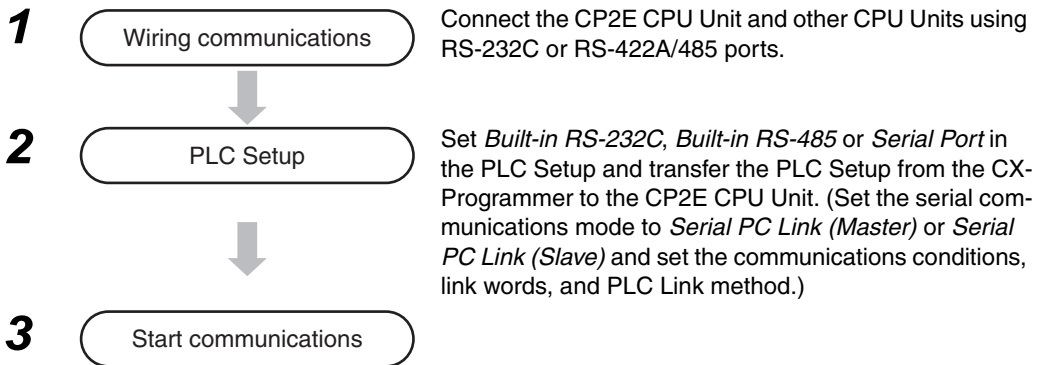 1
Wiring communications
Connect the CP2E CPU Unit and other CPU Units using
RS-232C or RS-422A/485 ports.
2
PLC Setup
Set Built-in RS-232C, Built-in RS-485 or Serial Port in
the PLC Setup and transfer the PLC Setup from the CX-
Programmer to the CP2E CPU Unit. (Set the serial com-
munications mode to Serial PC Link (Master) or Serial
PC Link (Slave) and set the communications conditions,
link words, and PLC Link method.)
3
Start communications